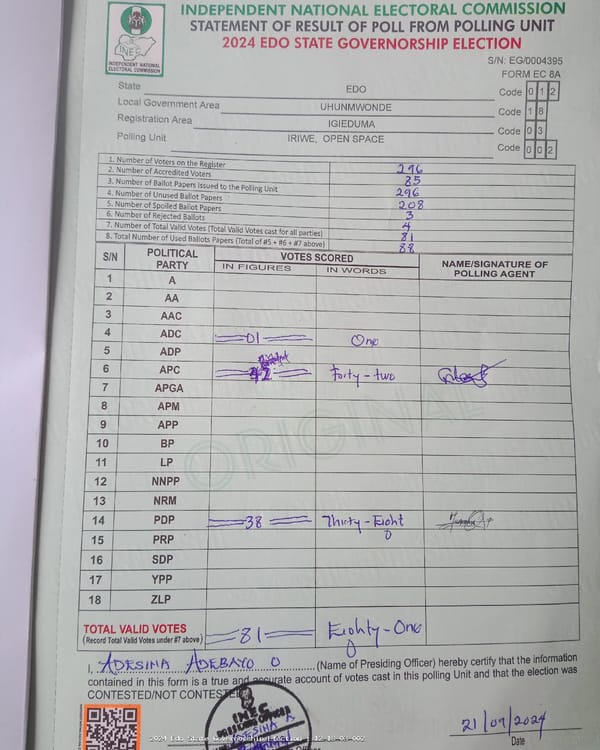 INDEPENDENT NATIONAL ELECTORAL COMMISSION
STATEMENT OF RESULT OF POLL FROM POLLING UNIT
2024 EDO STATE GOVERNORSHIP ELECTION
INEC
INDEPENDENT NATIONAL
ELECTORAL COMMISSION
S/N: EG/0004395
FORM EC 8A
State EDO Code 0 1 2
Local Government Area UHUNMWONDE Code 1 8
Registration Area IGIEDUMA Code 0 3
Polling Unit IRIWE, OPEN SPACE Code 0 0 2
1. Number of Voters on the Register 296
2. Number of Accredited Voters 85
3. Number of Ballot Papers Issued to the Polling Unit 296
4. Number of Unused Ballot Papers 208
5. Number of Spoiled Ballot Papers 3
6. Number of Rejected Ballots 4
7. Number of Total Valid Votes (Total Valid Votes cast for all parties) 81
8. Total Number of Used Ballots Papers (Total of #5 + #6 + #7 above) 88
S/N POLITICAL PARTY VOTES SCORED NAME/SIGNATURE OF POLLING AGENT
IN FIGURES IN WORDS
1 A
2 AA
3 AAC
4 ADC 01 One
5 ADP
6 APC 42 Forty-two
7 APGA
8 APM
9 APP
10 BP
11 LP
12 NNPP
13 NRM
14 PDP 38 Thirty-Eight
15 PRP
16 SDP
17 YPP
18 ZLP
ORIGINAL
TOTAL VALID VOTES 81 Eighty-One
(Record Total Valid Votes under #7 above)
I, ADESINA ADEBAYO O (Name of Presiding Officer) hereby certify that the information
contained in this form is a true and accurate account of votes cast in this polling Unit and that the election was
CONTESTED/NOT CONTESTED
INEC
21/09/2024
Date